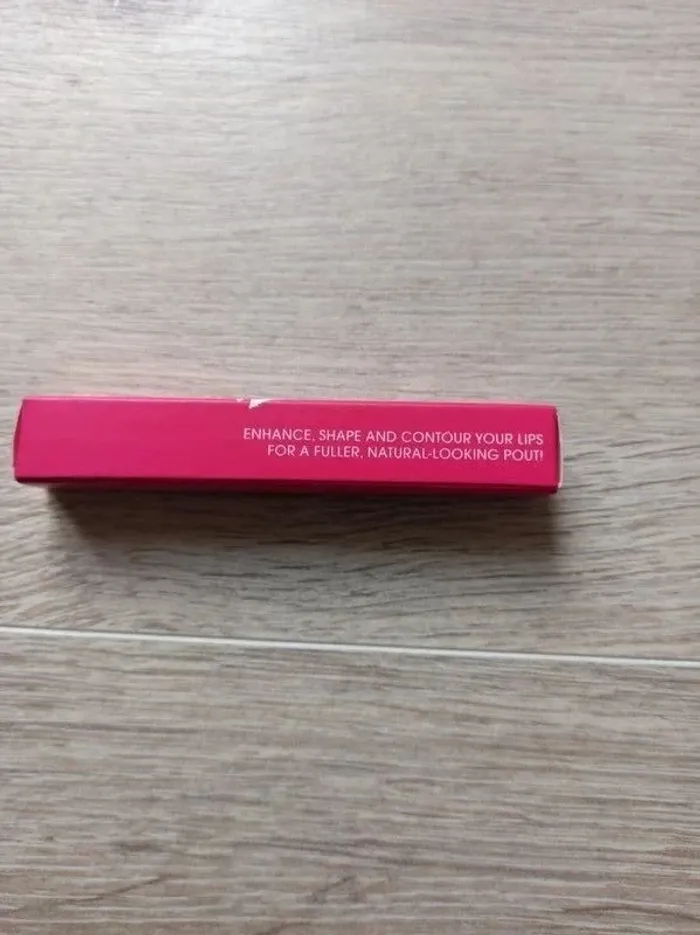 ENHANCE, SHAPE AND CONTOUR YOUR LIPS
FOR A FULLER, NATURAL-LOOKING POUT!